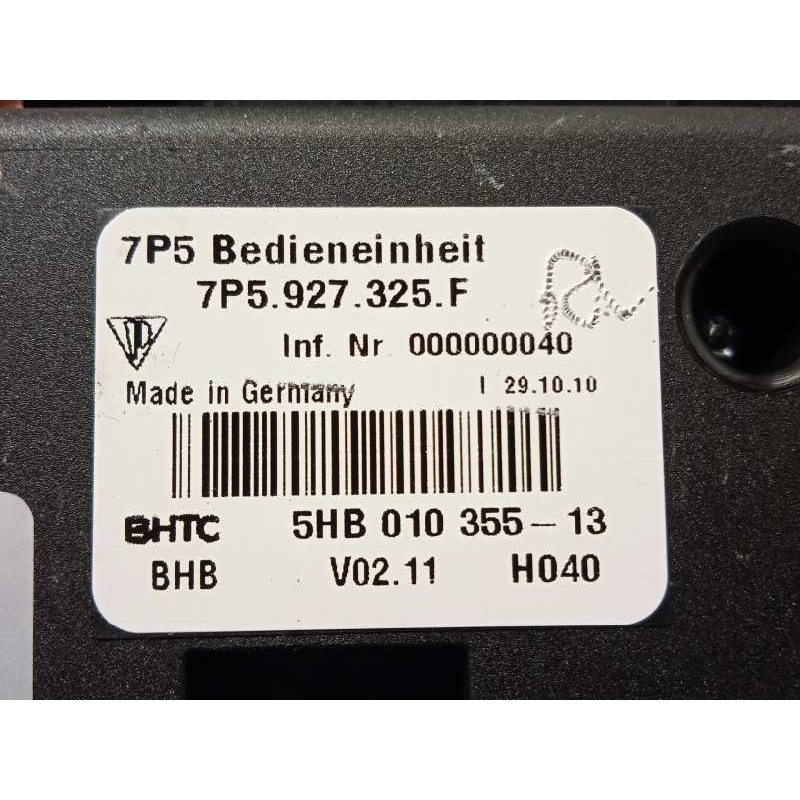 7P5 Bedieneinheit
7P5.927.325.F
Inf. Nr 000000040
Made in Germany I 29.10.10
BHTC 5HB 010 355-13
BHB V02.11 H040